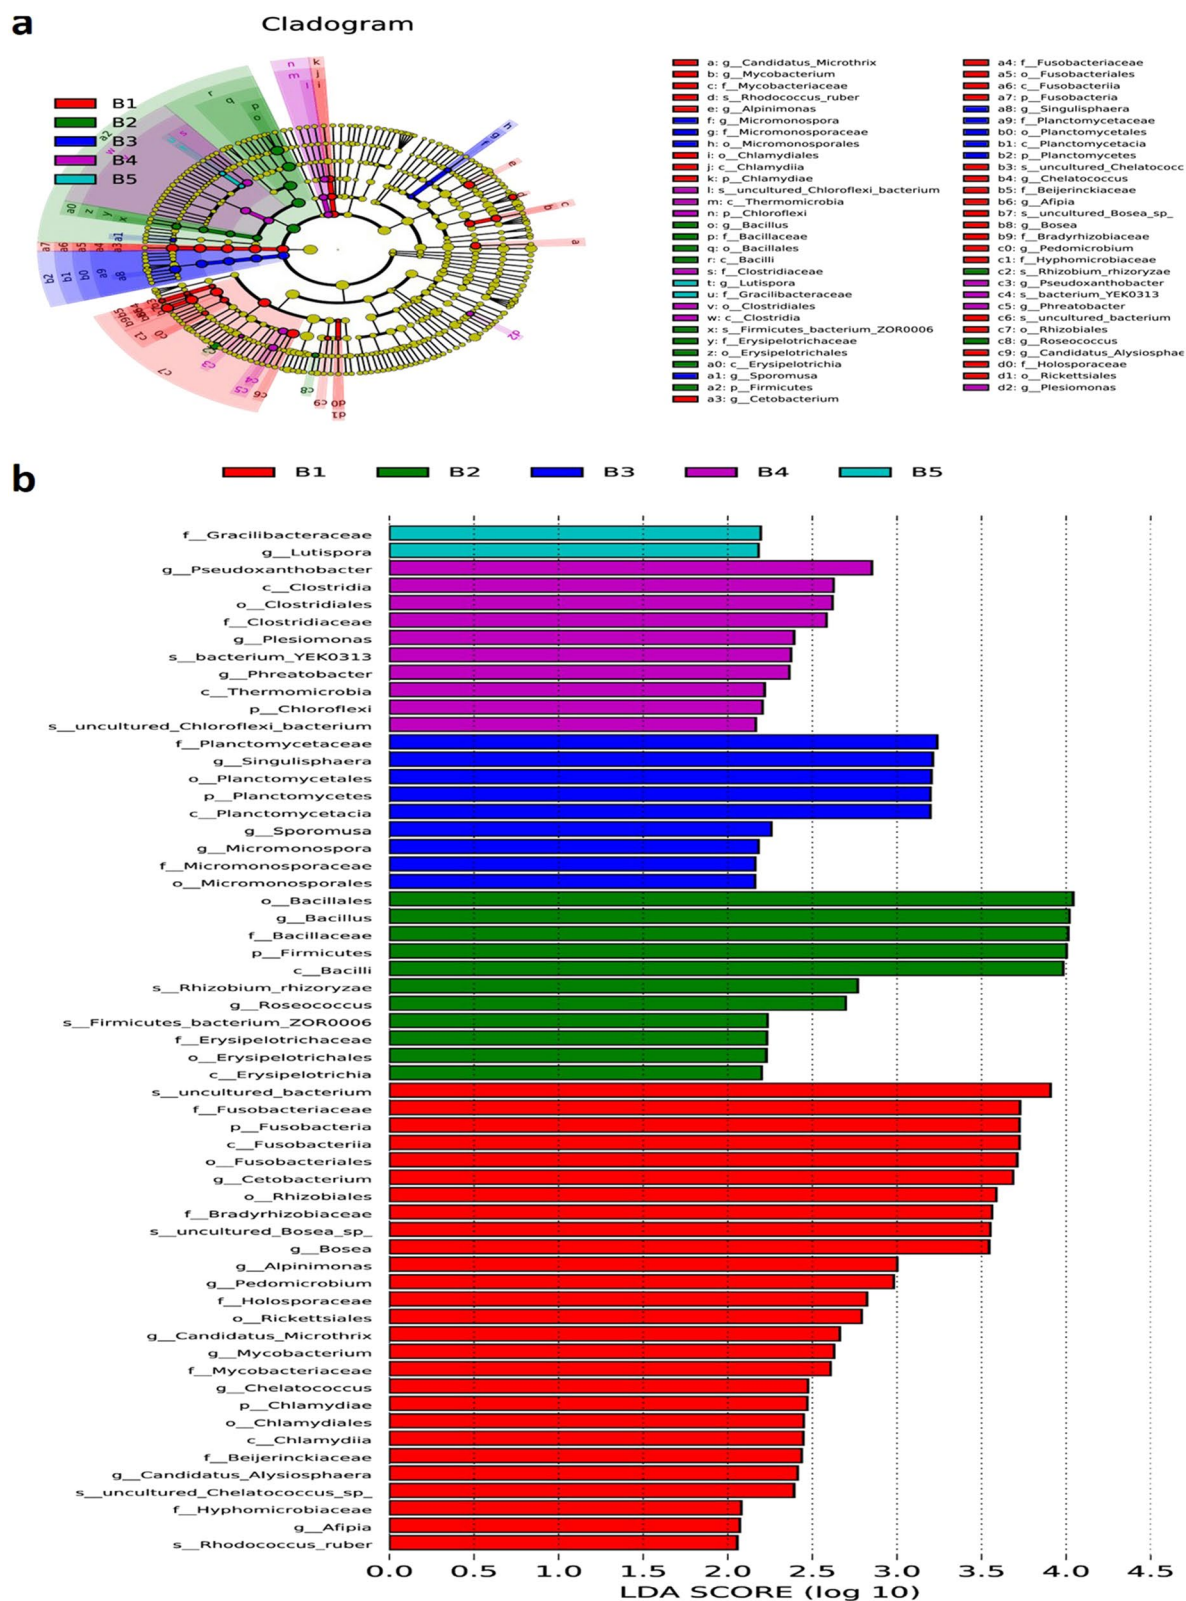 a
Cladogram
B1
B2
B3
B4
B5
a: g__Candidatus_Microthrix
b: g__Mycobacterium
c: f__Mycobacteriaceae
d: s__Rhodococcus_ruber
e: g__Alpinimonas
f: g__Micromonospora
g: f__Micromonosporaceae
h: o__Micromonosporales
i: o__Chlamydiales
j: c__Chlamydiia
k: p__Chlamydiae
l: s__uncultured_Chloroflexi_bacterium
m: c__Thermomicrobia
n: p__Chloroflexi
o: g__Bacillus
p: f__Bacillaceae
q: o__Bacillales
r: c__Bacilli
s: f__Clostridiaceae
t: g__Lutispora
u: f__Gracilibacteraceae
v: o__Clostridiales
w: c__Clostridia
x: s__Firmicutes_bacterium_ZOR0006
y: f__Erysipelotrichaceae
z: o__Erysipelotrichales
a0: c__Erysipelotrichia
a1: g__Sporomusa
a2: p__Firmicutes
a3: g__Cetobacterium
a4: f__Fusobacteriaceae
a5: o__Fusobacteriales
a6: c__Fusobacteriia
a7: p__Fusobacteria
a8: g__Singulisphaera
a9: f__Planctomycetaceae
b0: o__Planctomycetales
b1: c__Planctomycetacia
b2: p__Planctomycetes
b3: s__uncultured_Chelatococc
b4: g__Chelatococcus
b5: f__Beijerinckiaceae
b6: g__Afipia
b7: s__uncultured_Bosea_sp_
b8: g__Bosea
b9: f__Bradyrhizobiaceae
c0: g__Pedomicrobium
c1: f__Hyphomicrobiaceae
c2: s__Rhizobium_rhizoryzae
c3: g__Pseudoxanthobacter
c4: s__bacterium_YEK0313
c5: g__Phreatobacter
c6: s__uncultured_bacterium
c7: o__Rhizobiales
c8: g__Roseococcus
c9: g__Candidatus_Alysiosphae
d0: f__Holosporaceae
d1: o__Rickettsiales
d2: g__Plesiomonas
b
B1 B2 B3 B4 B5
f__Gracilibacteraceae
g__Lutispora
g__Pseudoxanthobacter
c__Clostridia
o__Clostridiales
f__Clostridiaceae
g__Plesiomonas
s__bacterium_YEK0313
g__Phreatobacter
c__Thermomicrobia
p__Chloroflexi
s__uncultured_Chloroflexi_bacterium
f__Planctomycetaceae
g__Singulisphaera
o__Planctomycetales
p__Planctomycetes
c__Planctomycetacia
g__Sporomusa
g__Micromonospora
f__Micromonosporaceae
o__Micromonosporales
o__Bacillales
g__Bacillus
f__Bacillaceae
p__Firmicutes
c__Bacilli
s__Rhizobium_rhizoryzae
g__Roseococcus
s__Firmicutes_bacterium_ZOR0006
f__Erysipelotrichaceae
o__Erysipelotrichales
c__Erysipelotrichia
s__uncultured_bacterium
f__Fusobacteriaceae
p__Fusobacteria
c__Fusobacteriia
o__Fusobacteriales
g__Cetobacterium
o__Rhizobiales
f__Bradyrhizobiaceae
s__uncultured_Bosea_sp_
g__Bosea
g__Alpinimonas
g__Pedomicrobium
f__Holosporaceae
o__Rickettsiales
g__Candidatus_Microthrix
g__Mycobacterium
f__Mycobacteriaceae
g__Chelatococcus
p__Chlamydiae
o__Chlamydiales
c__Chlamydiia
f__Beijerinckiaceae
g__Candidatus_Alysiosphaera
s__uncultured_Chelatococcus_sp_
f__Hyphomicrobiaceae
g__Afipia
s__Rhodococcus_ruber
0.0 0.5 1.0 1.5 2.0 2.5 3.0 3.5 4.0 4.5
LDA SCORE (log 10)